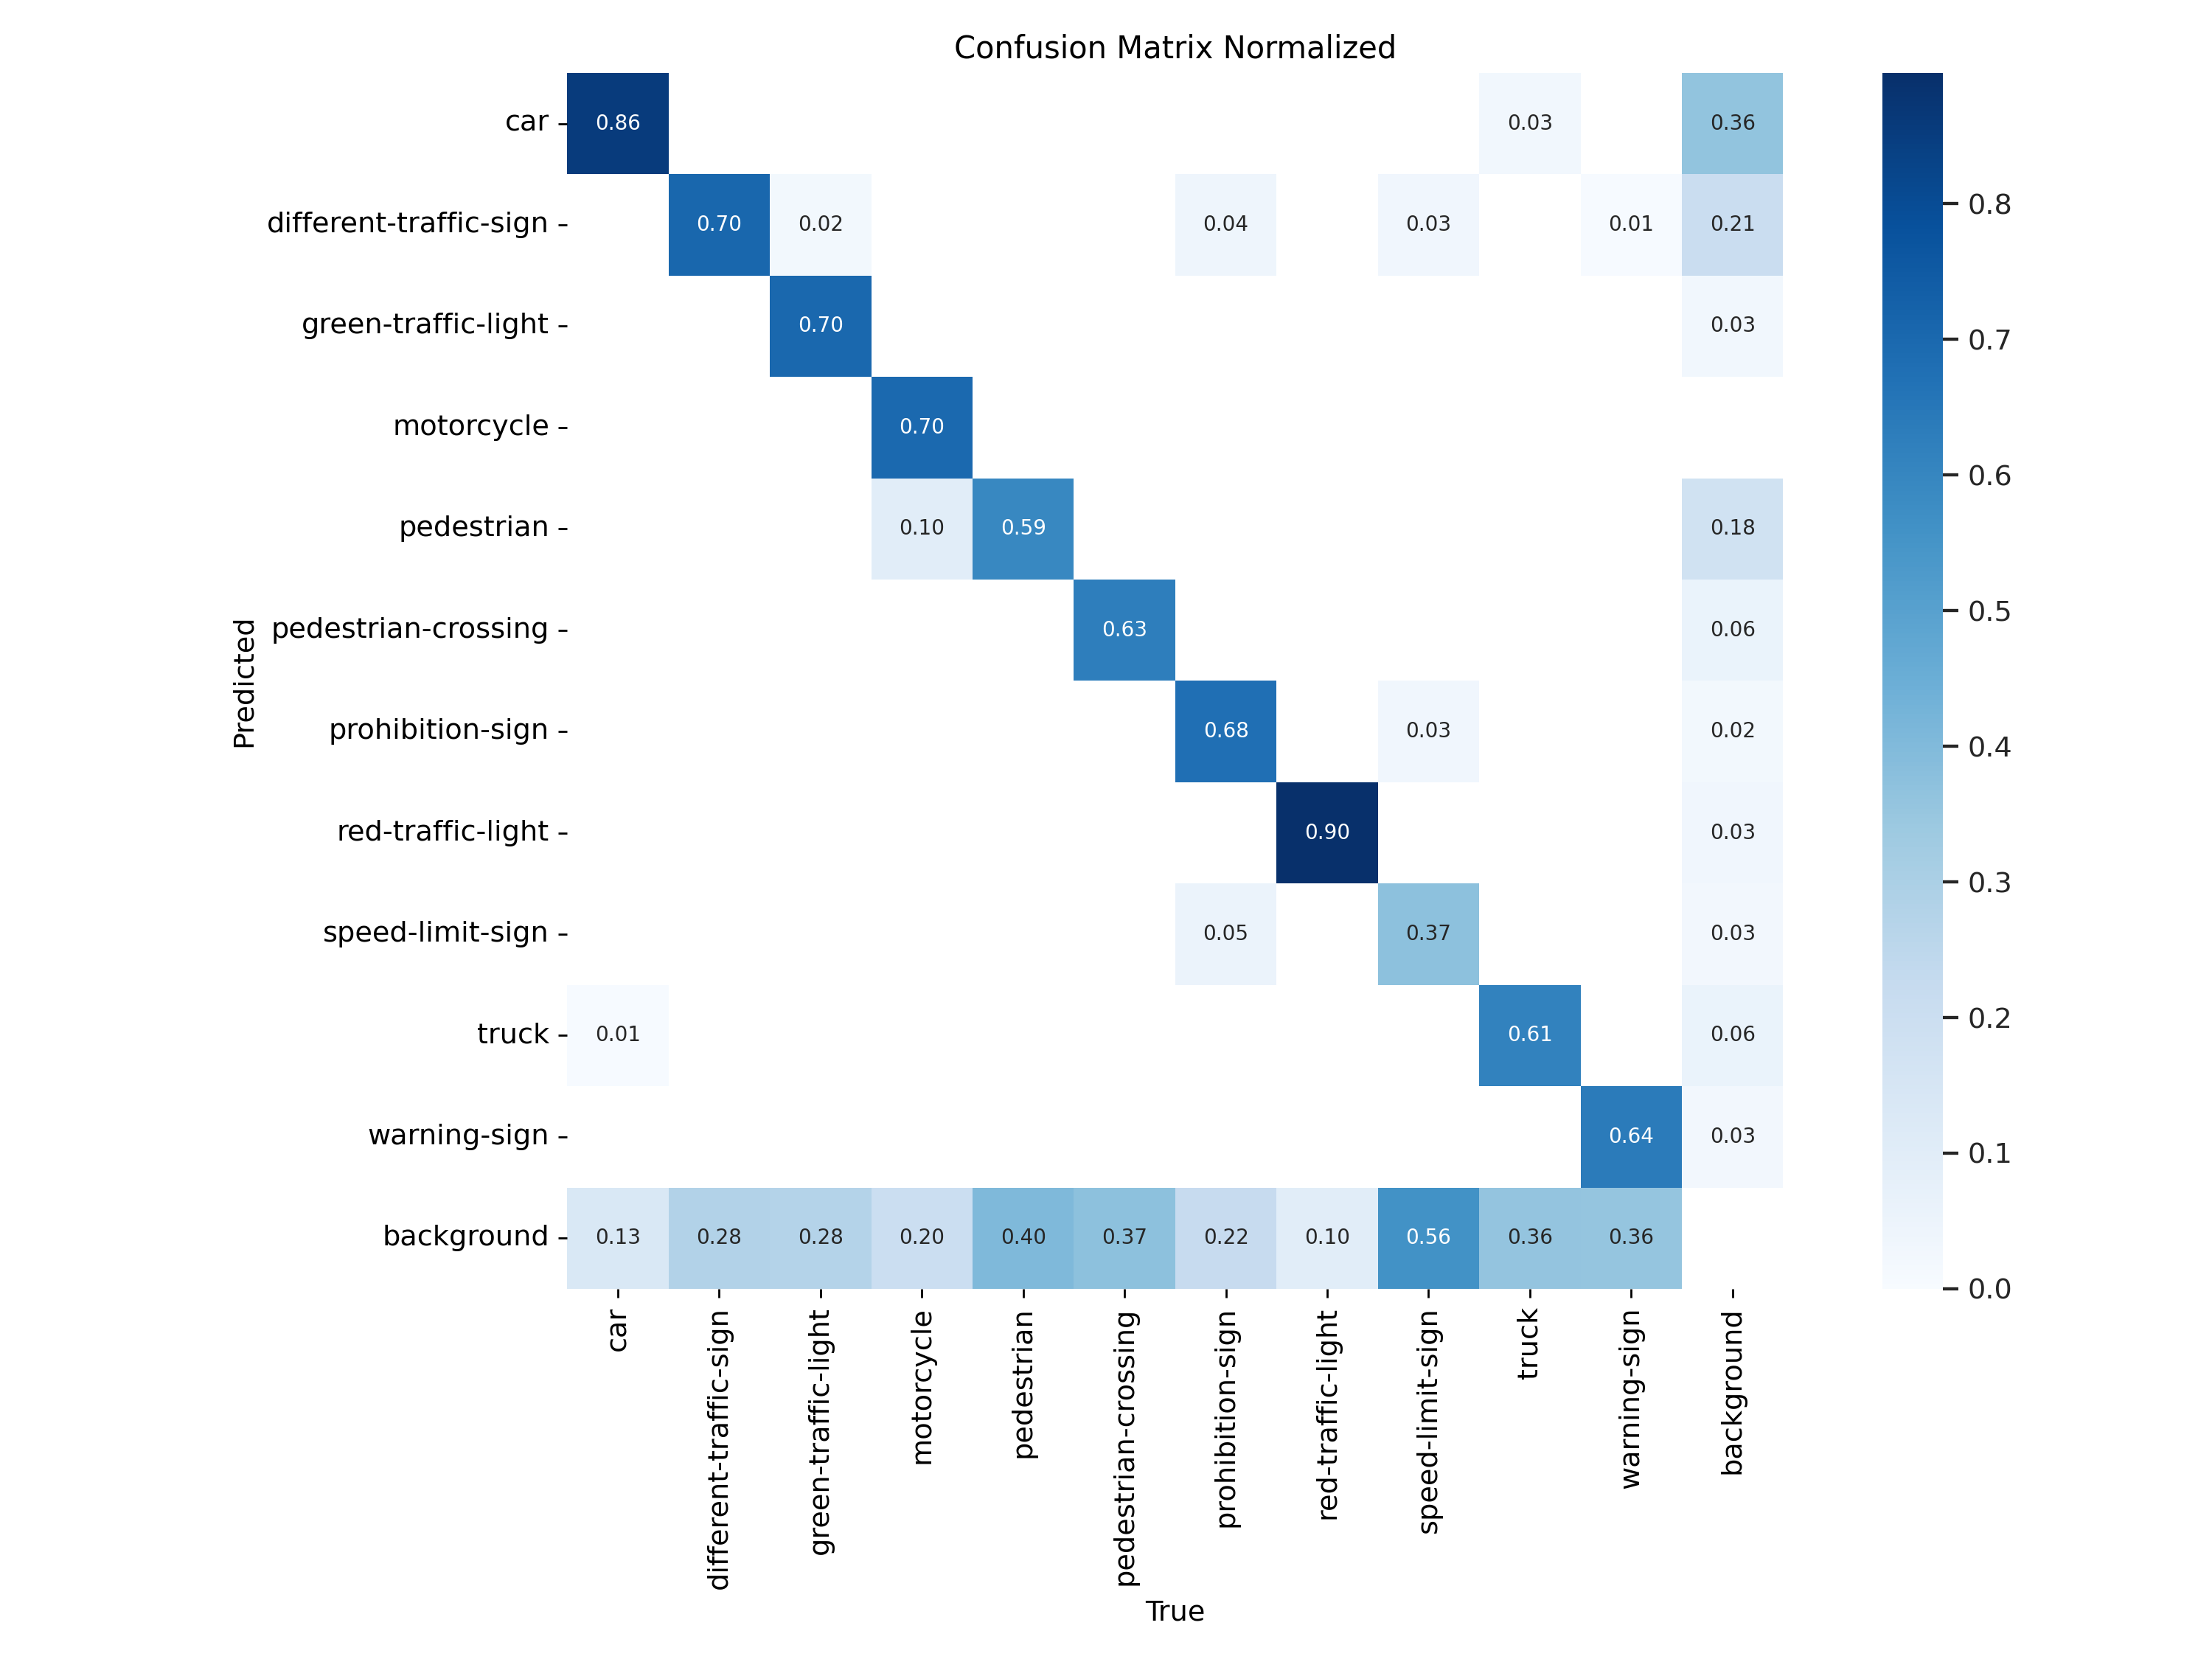 Confusion Matrix Normalized
car 0.86 0.03 0.36
different-traffic-sign 0.70 0.02 0.04 0.03 0.01 0.21
green-traffic-light 0.70 0.03
motorcycle 0.70
pedestrian 0.10 0.59 0.18
pedestrian-crossing 0.63 0.06
prohibition-sign 0.68 0.03 0.02
red-traffic-light 0.90 0.03
speed-limit-sign 0.05 0.37 0.03
truck 0.01 0.61 0.06
warning-sign 0.64 0.03
background 0.13 0.28 0.28 0.20 0.40 0.37 0.22 0.10 0.56 0.36 0.36
Predicted
car
different-traffic-sign
green-traffic-light
motorcycle
pedestrian
pedestrian-crossing
prohibition-sign
red-traffic-light
speed-limit-sign
truck
warning-sign
background
True
0.8
0.7
0.6
0.5
0.4
0.3
0.2
0.1
0.0